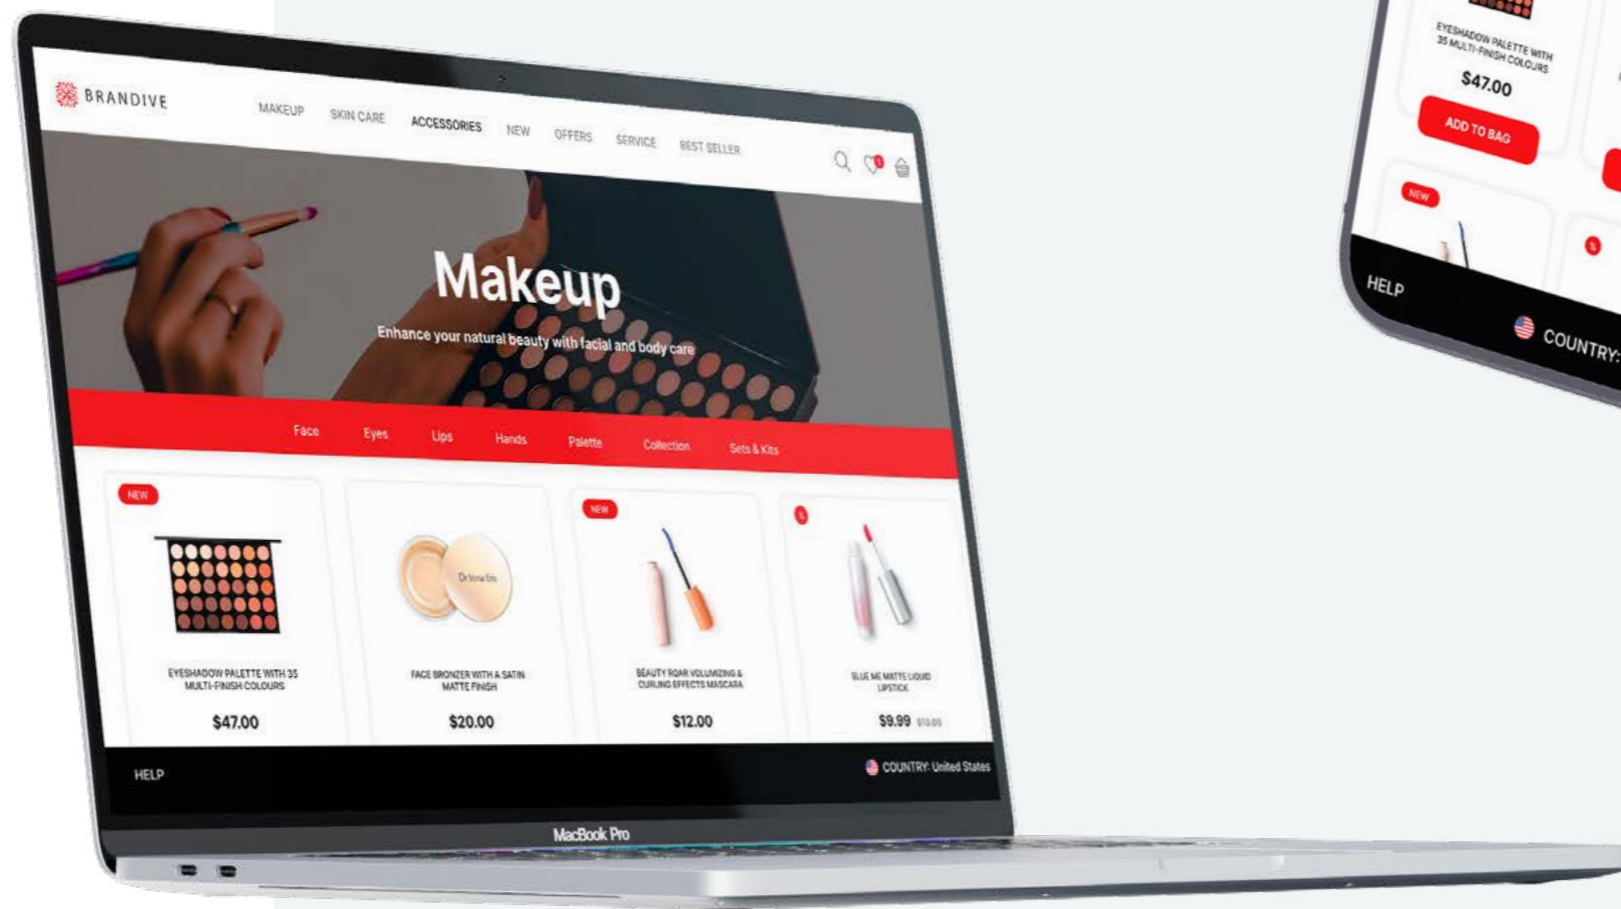 BRANDIVE
MAKEUP SKIN CARE ACCESSORIES NEW OFFERS SERVICE BEST SELLER
Makeup
Enhance your natural beauty with facial and body care
Face Eyes Lips Hands Palette Collection Sets & Kits
NEW
EYESHADOW PALETTE WITH 35
MULTI-FINISH COLOURS
$47.00
FACE BRONZER WITH A SATIN
MATTE FINISH
$20.00
NEW
BEAUTY ROAR VOLUMIZING &
CURLING EFFECTS MASCARA
$12.00
%
BLUE ME MATTE LIQUID
LIPSTICK
$9.99
HELP
COUNTRY: United States
MacBook Pro
EYESHADOW PALETTE WITH
35 MULTI-FINISH COLOURS
$47.00
ADD TO BAG
NEW
%
HELP
COUNTRY: